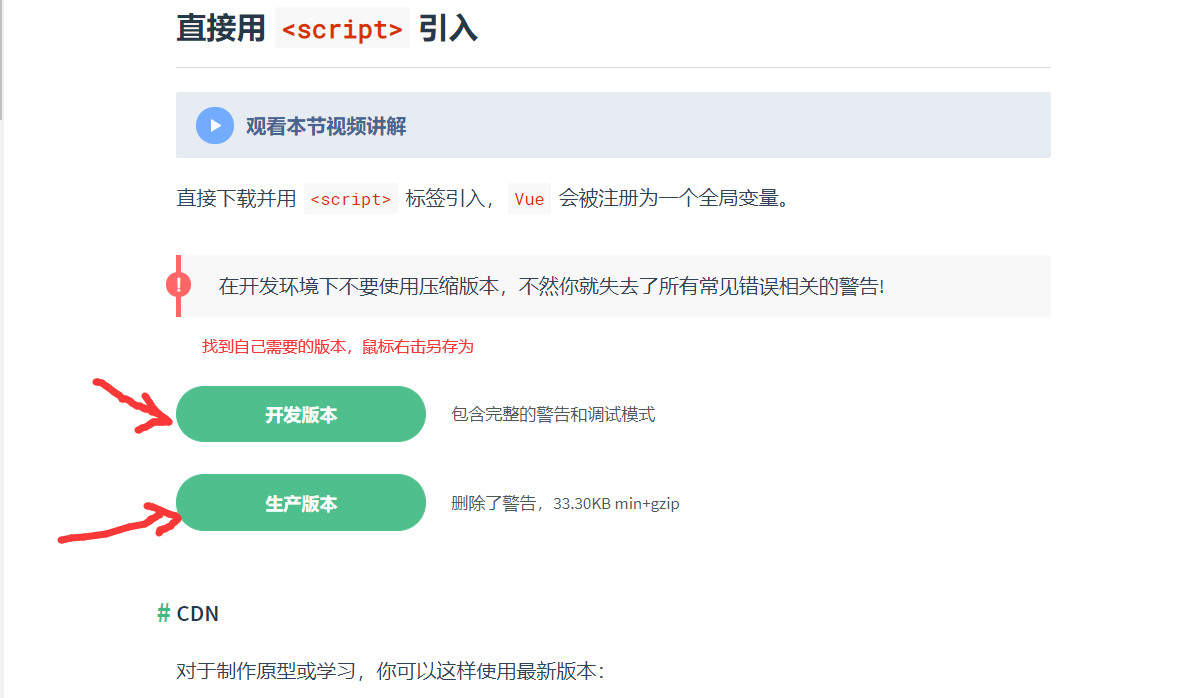 直接用 <script> 引入
观看本节视频讲解
直接下载并用 <script> 标签引入，Vue 会被注册为一个全局变量。
! 在开发环境下不要使用压缩版本，不然你就失去了所有常见错误相关的警告!
找到自己需要的版本，鼠标右击另存为
开发版本 包含完整的警告和调试模式
生产版本 删除了警告，33.30KB min+gzip
# CDN
对于制作原型或学习，你可以这样使用最新版本：